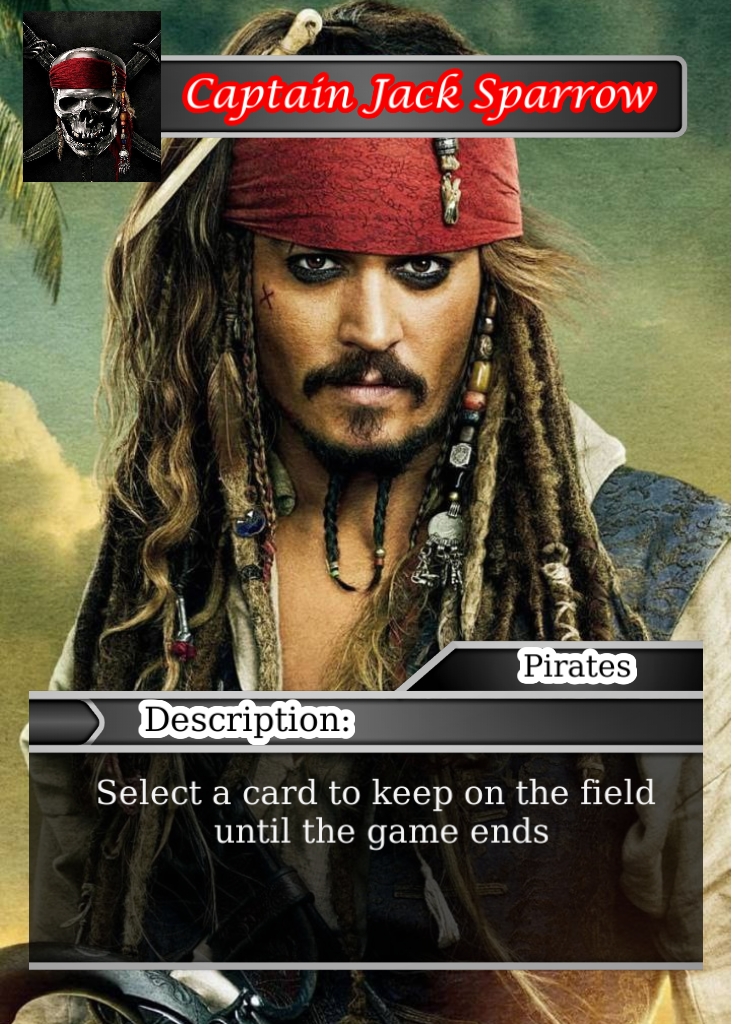 Captain Jack Sparrow
Pirates
Description:
Select a card to keep on the field
until the game ends